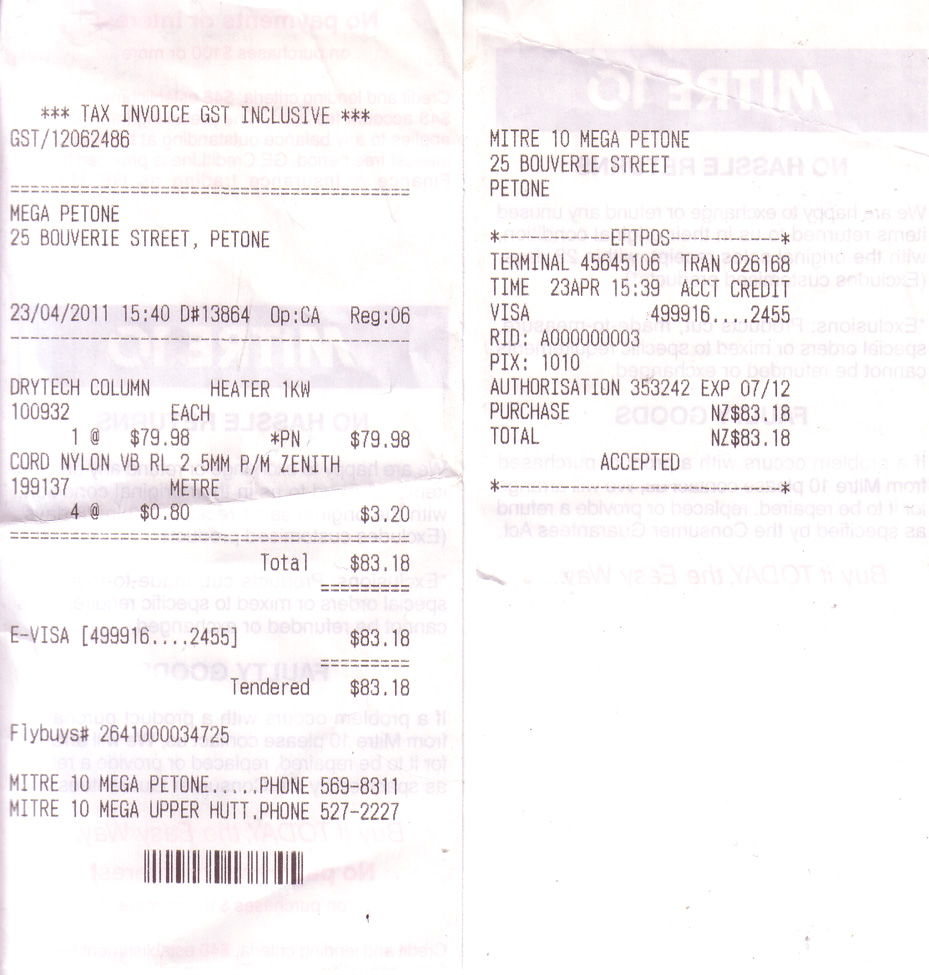 *** TAX INVOICE GST INCLUSIVE ***
GST/12062486
========================================
MEGA PETONE
25 BOUVERIE STREET, PETONE
23/04/2011 15:40 D#13864 Op:CA Reg:06
----------------------------------------
DRYTECH COLUMN HEATER 1KW
100932 EACH
1 @ $79.98 *PN $79.98
CORD NYLON VB RL 2.5MM P/M ZENITH
199137 METRE
4 @ $0.80 $3.20
========================================
Total $83.18
=========
E-VISA [499916....2455] $83.18
=========
Tendered $83.18
Flybuys# 2641000034725
MITRE 10 MEGA PETONE.....PHONE 569-8311
MITRE 10 MEGA UPPER HUTT.PHONE 527-2227
MITRE 10 MEGA PETONE
25 BOUVERIE STREET
PETONE
*-----------EFTPOS-----------*
TERMINAL 45645106 TRAN 026168
TIME 23APR 15:39 ACCT CREDIT
VISA 499916....2455
RID: A000000003
PIX: 1010
AUTHORISATION 353242 EXP 07/12
PURCHASE NZ$83.18
TOTAL NZ$83.18
ACCEPTED
*----------------------------*